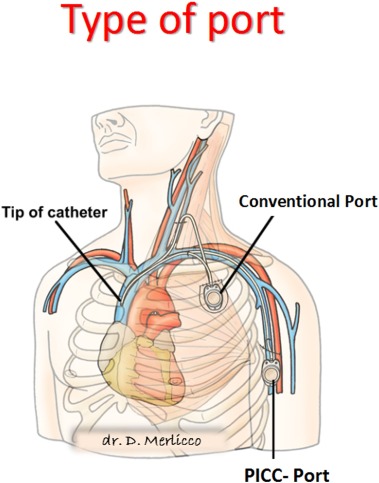 Type of port
Conventional Port
Tip of catheter
dr. D. Merlicco
PICC- Port